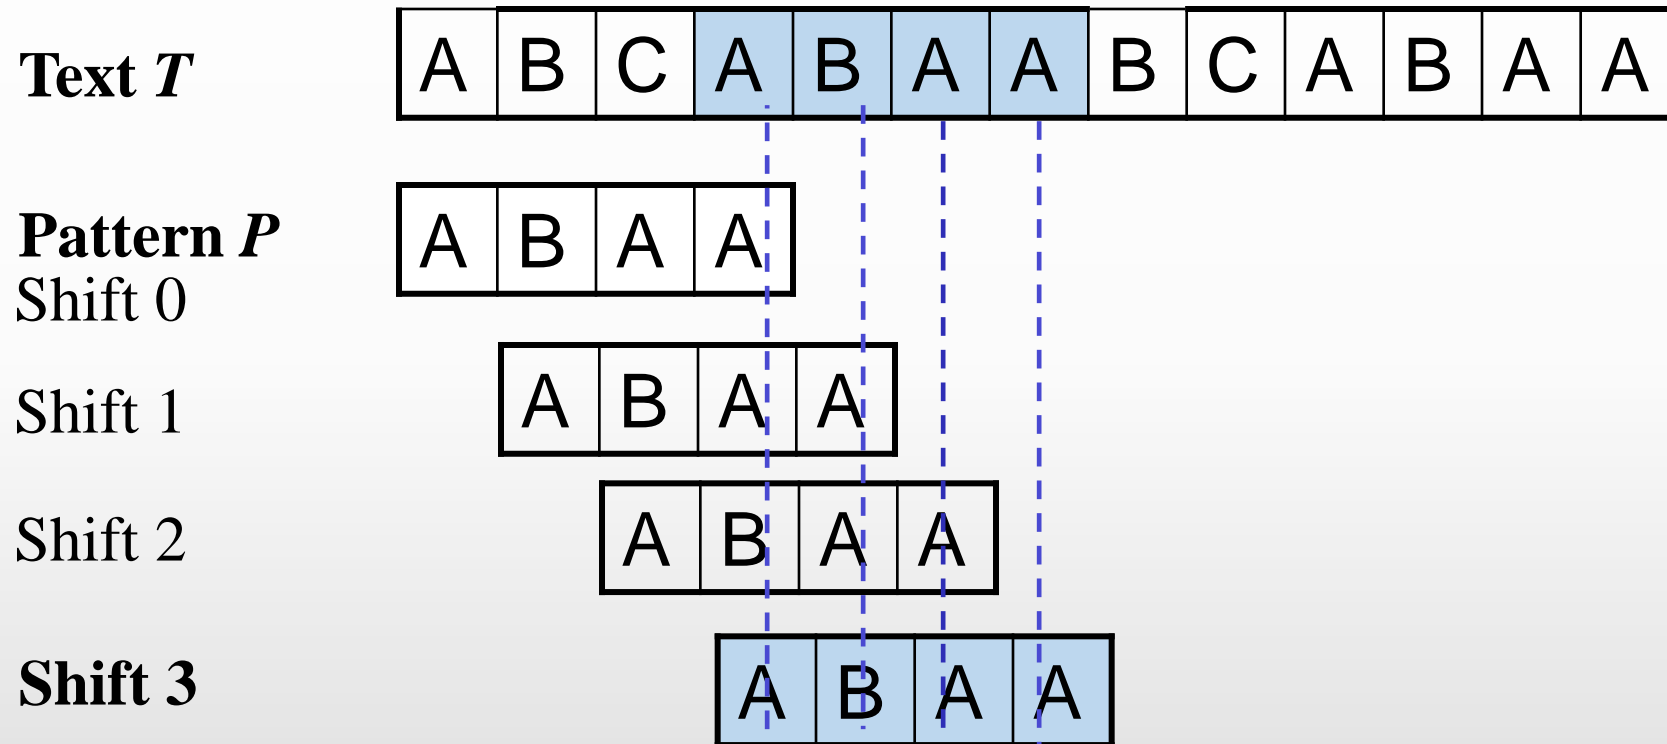 Text T A B C A B A A B C A B A A
Pattern P A B A A
Shift 0
Shift 1 A B A A
Shift 2 A B A A
Shift 3 A B A A